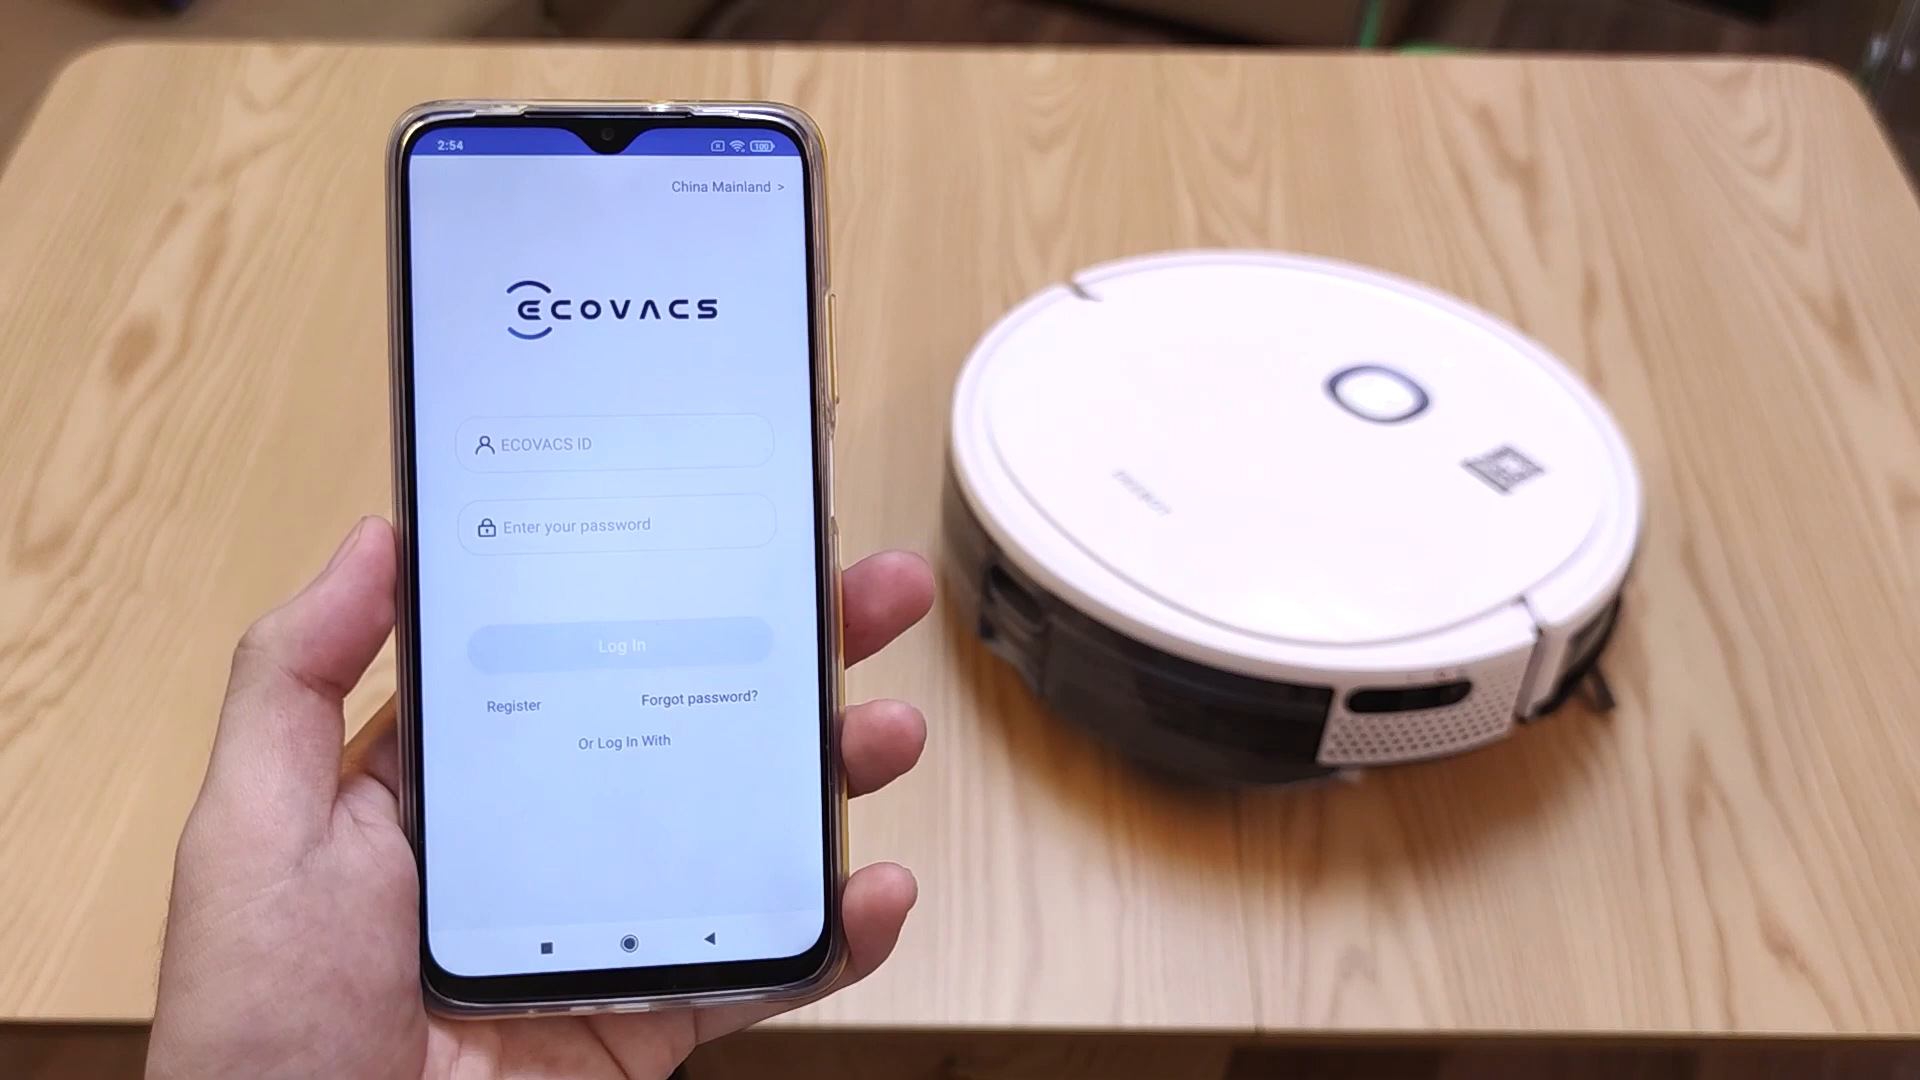 2:54
100
China Mainland >
ECOVACS
ECOVACS ID
Enter your password
Log In
Register
Forgot password?
Or Log In With